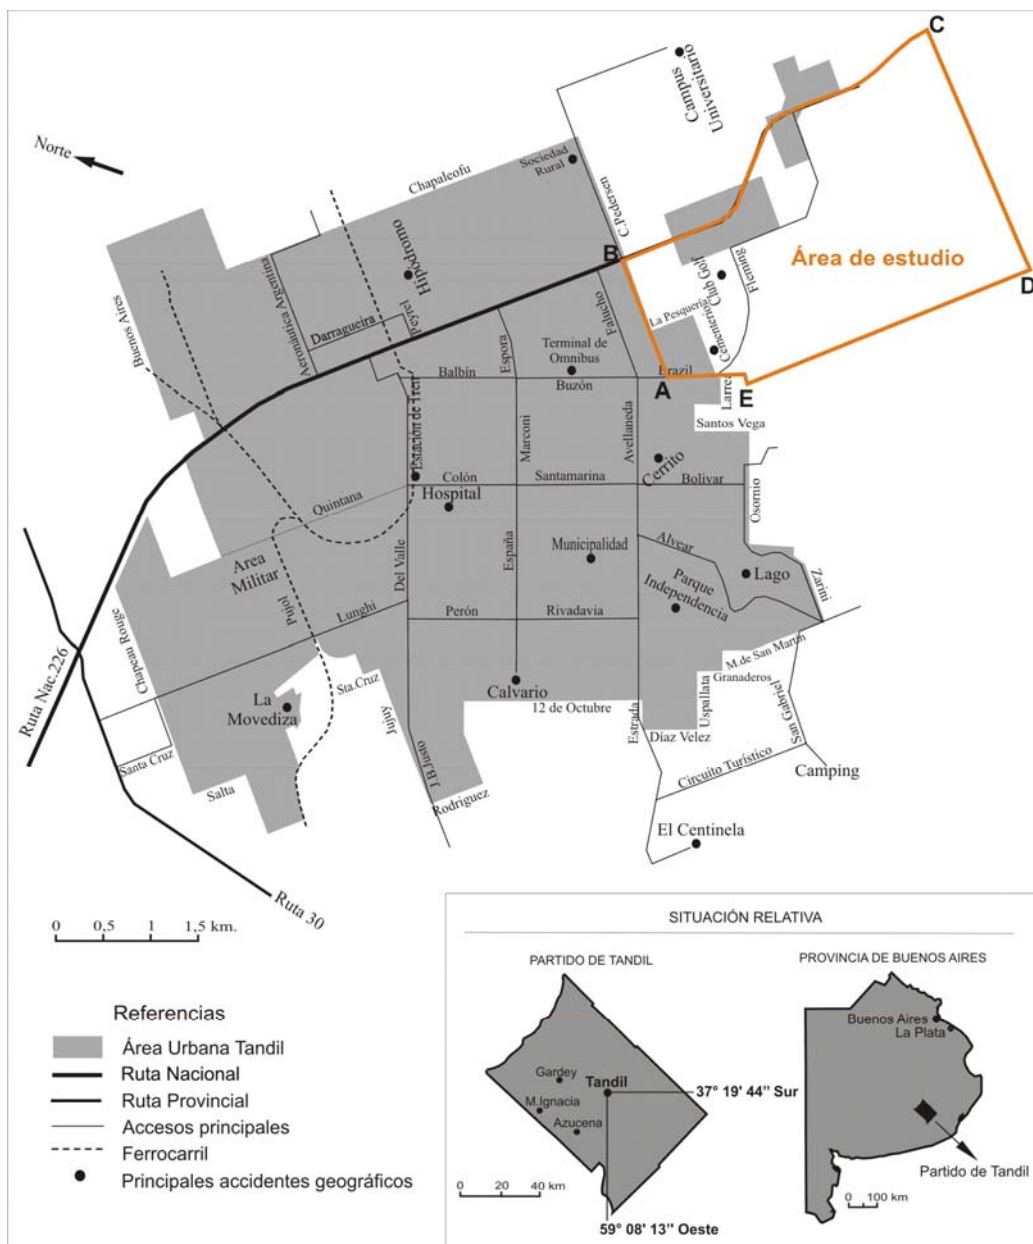 C
Campus
Universitario
Norte
Sociedad
Rural
Chapaleofu
C.Pedersen
B
Área de estudio
D
Hipódromo
Aeronáutica Argentina
Buenos Aires
Darragueira
Peyrel
Falucho
La Pesquería
Club Golf
Fleming
Cementerio
Espora
Terminal de
Omnibus
Balbín
Buzón
Brazil
A
E
Larrea
Santos Vega
Estación de Tren
Marconi
Avellaneda
Cerrito
Colón
Santamarina
Bolivar
Hospital
Quintana
Osornio
Area
Militar
Pujol
Del Valle
España
Municipalidad
Alvear
Parque
Independencia
Lago
Zarini
Lunghi
Perón
Rivadavia
Chapeau Rouge
Ruta Nac.226
M.de San Martín
Granaderos
Sta.Cruz
Calvario
12 de Octubre
Uspallata
La
Movediza
Jujuy
Estrada
Díaz Velez
San Gabriel
Santa Cruz
J.B.Justo
Circuito Turístico
Camping
Salta
Rodriguez
El Centinela
Ruta 30
0 0,5 1 1,5 km.
Referencias
Área Urbana Tandil
Ruta Nacional
Ruta Provincial
Accesos principales
Ferrocarril
Principales accidentes geográficos
SITUACIÓN RELATIVA
PARTIDO DE TANDIL
Gardey
Tandil
M.Ignacia
Azucena
37° 19' 44’’ Sur
0 20 40 km
59° 08' 13’’ Oeste
PROVINCIA DE BUENOS AIRES
Buenos Aires
La Plata
Partido de Tandil
0 100 km